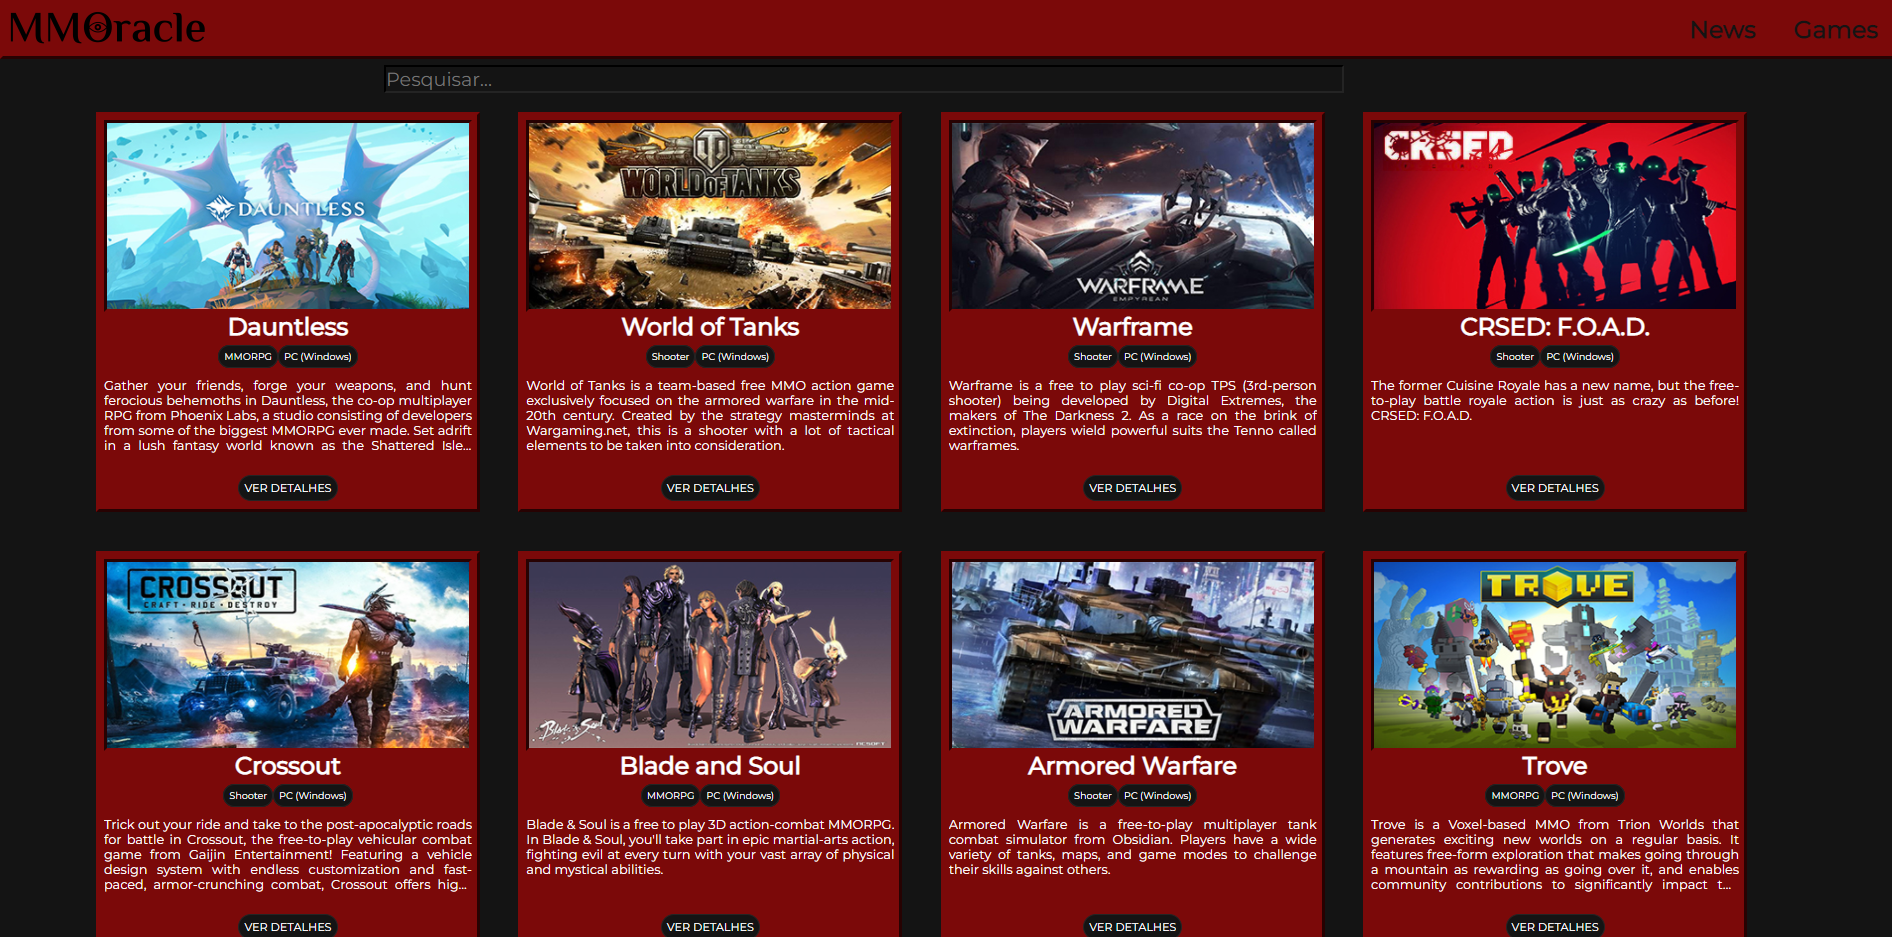 MMOracle
News Games
Pesquisar...
DAUNTLESS
Dauntless
MMORPG PC (Windows)
Gather your friends, forge your weapons, and hunt
ferocious behemoths in Dauntless, the co-op multiplayer
RPG from Phoenix Labs, a studio consisting of developers
from some of the biggest MMORPG ever made. Set adrift
in a lush fantasy world known as the Shattered Isle...
VER DETALHES
WORLD OF TANKS
World of Tanks
Shooter PC (Windows)
World of Tanks is a team-based free MMO action game
exclusively focused on the armored warfare in the mid-
20th century. Created by the strategy masterminds at
Wargaming.net, this is a shooter with a lot of tactical
elements to be taken into consideration.
VER DETALHES
WARFRAME
EMPYREAN
Warframe
Shooter PC (Windows)
Warframe is a free to play sci-fi co-op TPS (3rd-person
shooter) being developed by Digital Extremes, the
makers of The Darkness 2. As a race on the brink of
extinction, players wield powerful suits the Tenno called
warframes.
VER DETALHES
CRSED
CRSED: F.O.A.D.
Shooter PC (Windows)
The former Cuisine Royale has a new name, but the free-
to-play battle royale action is just as crazy as before!
CRSED: F.O.A.D.
VER DETALHES
CROSSOUT
CRAFT • RIDE • DESTROY
Crossout
Shooter PC (Windows)
Trick out your ride and take to the post-apocalyptic roads
for battle in Crossout, the free-to-play vehicular combat
game from Gaijin Entertainment! Featuring a vehicle
design system with endless customization and fast-
paced, armor-crunching combat, Crossout offers hig...
VER DETALHES
Blade & Soul
NCSOFT
Blade and Soul
MMORPG PC (Windows)
Blade & Soul is a free to play 3D action-combat MMORPG.
In Blade & Soul, you'll take part in epic martial-arts action,
fighting evil at every turn with your vast array of physical
and mystical abilities.
VER DETALHES
ARMORED
WARFARE
Armored Warfare
Shooter PC (Windows)
Armored Warfare is a free-to-play multiplayer tank
combat simulator from Obsidian. Players have a wide
variety of tanks, maps, and game modes to challenge
their skills against others.
VER DETALHES
TROVE
Trove
MMORPG PC (Windows)
Trove is a Voxel-based MMO from Trion Worlds that
generates exciting new worlds on a regular basis. It
features free-form exploration that makes going through
a mountain as rewarding as going over it, and enables
community contributions to significantly impact t...
VER DETALHES